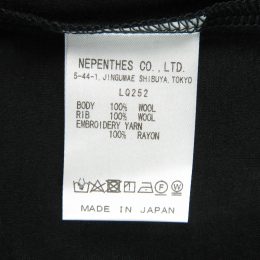 NEPENTHES CO., LTD.
5-44-1, JINGUMAE SHIBUYA, TOKYO
LQ252
BODY 100% WOOL
RIB 100% WOOL
EMBROIDERY YARN
100% RAYON
MADE IN JAPAN